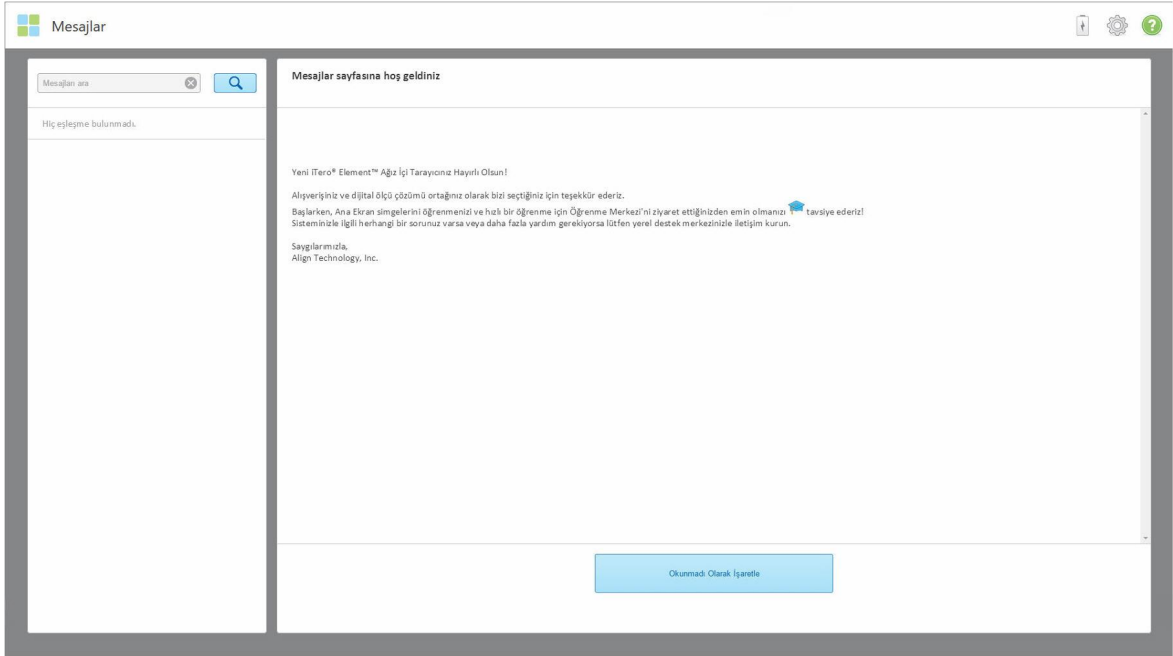 Mesajlar
Mesajları ara
Hiç eşleşme bulunmadı.
Mesajlar sayfasına hoş geldiniz
Yeni iTero® Element™ Ağız İçi Tarayıcınız Hayırlı Olsun!
Alışverişiniz ve dijital ölçü çözümü ortağınız olarak bizi seçtiğiniz için teşekkür ederiz.
Başlarken, Ana Ekran simgelerini öğrenmenizi ve hızlı bir öğrenme için Öğrenme Merkezi'ni ziyaret ettiğinizden emin olmanızı tavsiye ederiz!
Sisteminizle ilgili herhangi bir sorunuz varsa veya daha fazla yardım gerekiyorsa lütfen yerel destek merkezinizle iletişim kurun.
Saygılarımızla,
Align Technology, Inc.
Okunmadı Olarak İşaretle